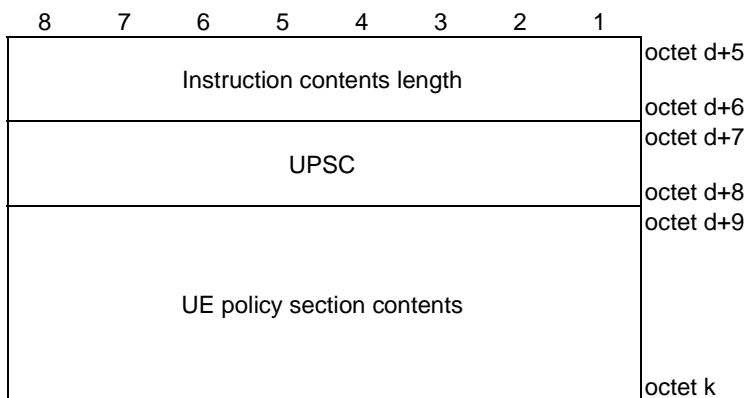 8 7 6 5 4 3 2 1
octet d+5
Instruction contents length
octet d+6
octet d+7
UPSC
octet d+8
octet d+9
UE policy section contents
octet k